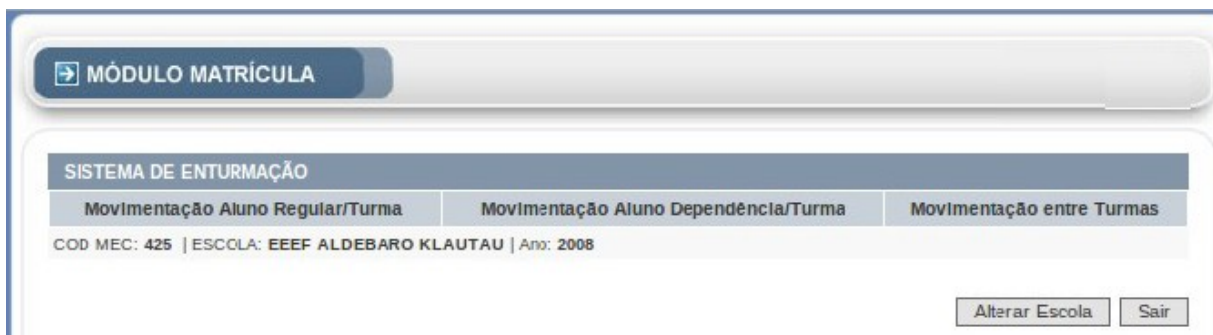 MÓDULO MATRÍCULA
SISTEMA DE ENTURMAÇÃO
Movimentação Aluno Regular/Turma Movimentação Aluno Dependência/Turma Movimentação entre Turmas
COD MEC: 425 | ESCOLA: EEEF ALDEBARO KLAUTAU | Ano: 2008
Alterar Escola Sair